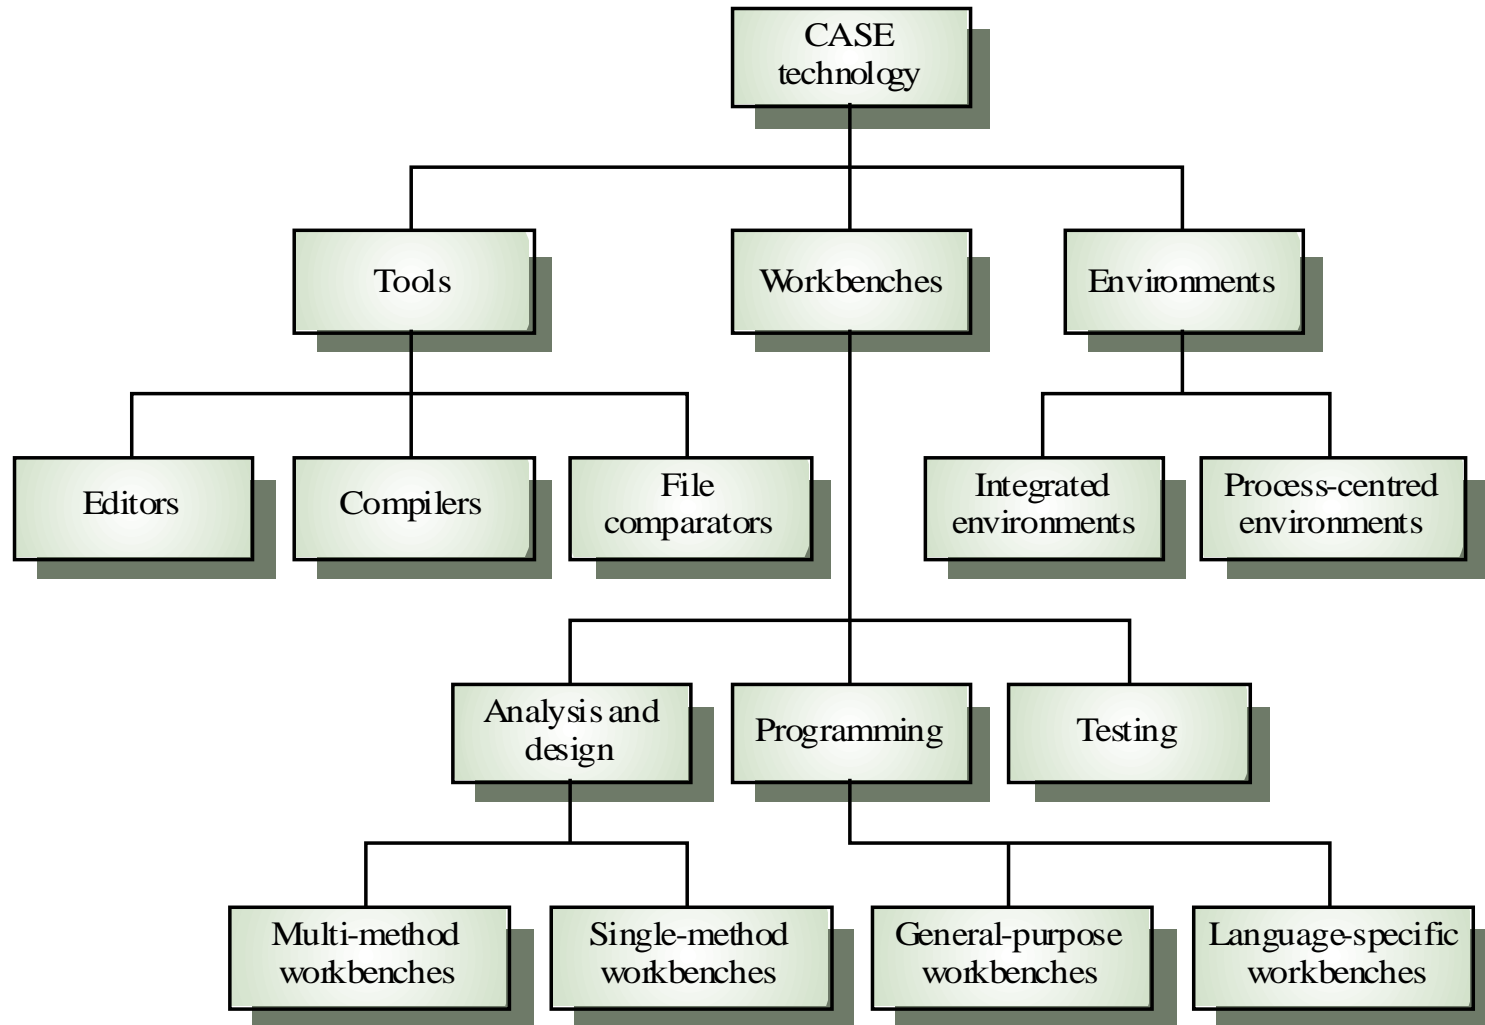 CASE
technology
Tools
Workbenches
Environments
Editors
Compilers
File
comparators
Integrated
environments
Process-centred
environments
Analysis and
design
Programming
Testing
Multi-method
workbenches
Single-method
workbenches
General-purpose
workbenches
Language-specific
workbenches